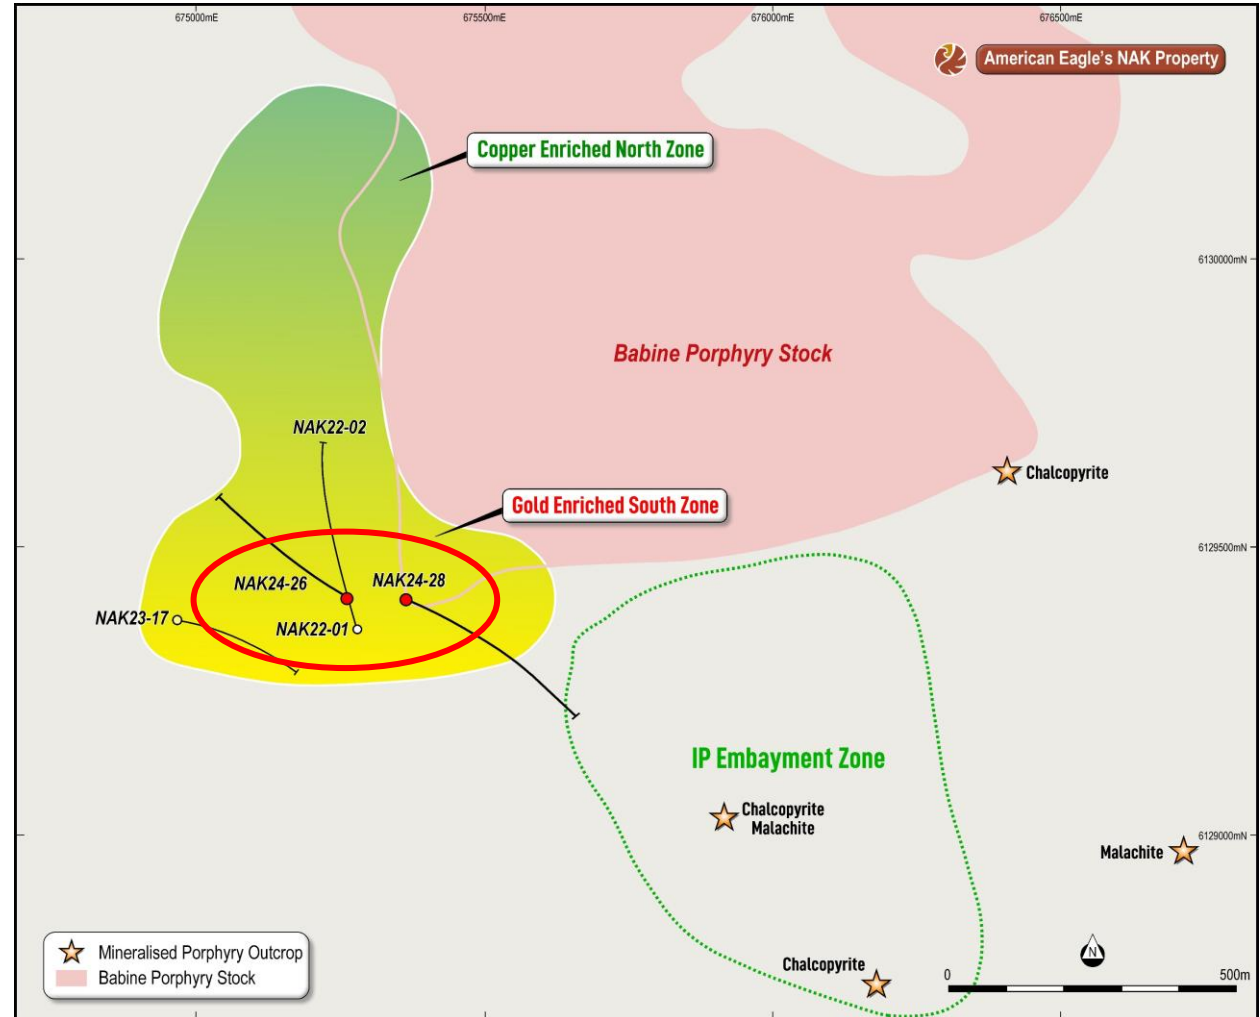 675000mE
675500mE
676000mE
676500mE
American Eagle's NAK Property
Copper Enriched North Zone
6130000mN
Babine Porphyry Stock
NAK22-02
Chalcopyrite
Gold Enriched South Zone
6129500mN
NAK24-26
NAK24-28
NAK23-17
NAK22-01
IP Embayment Zone
Chalcopyrite
Malachite
6129000mN
Malachite
Mineralised Porphyry Outcrop
Babine Porphyry Stock
Chalcopyrite
N
0
500m